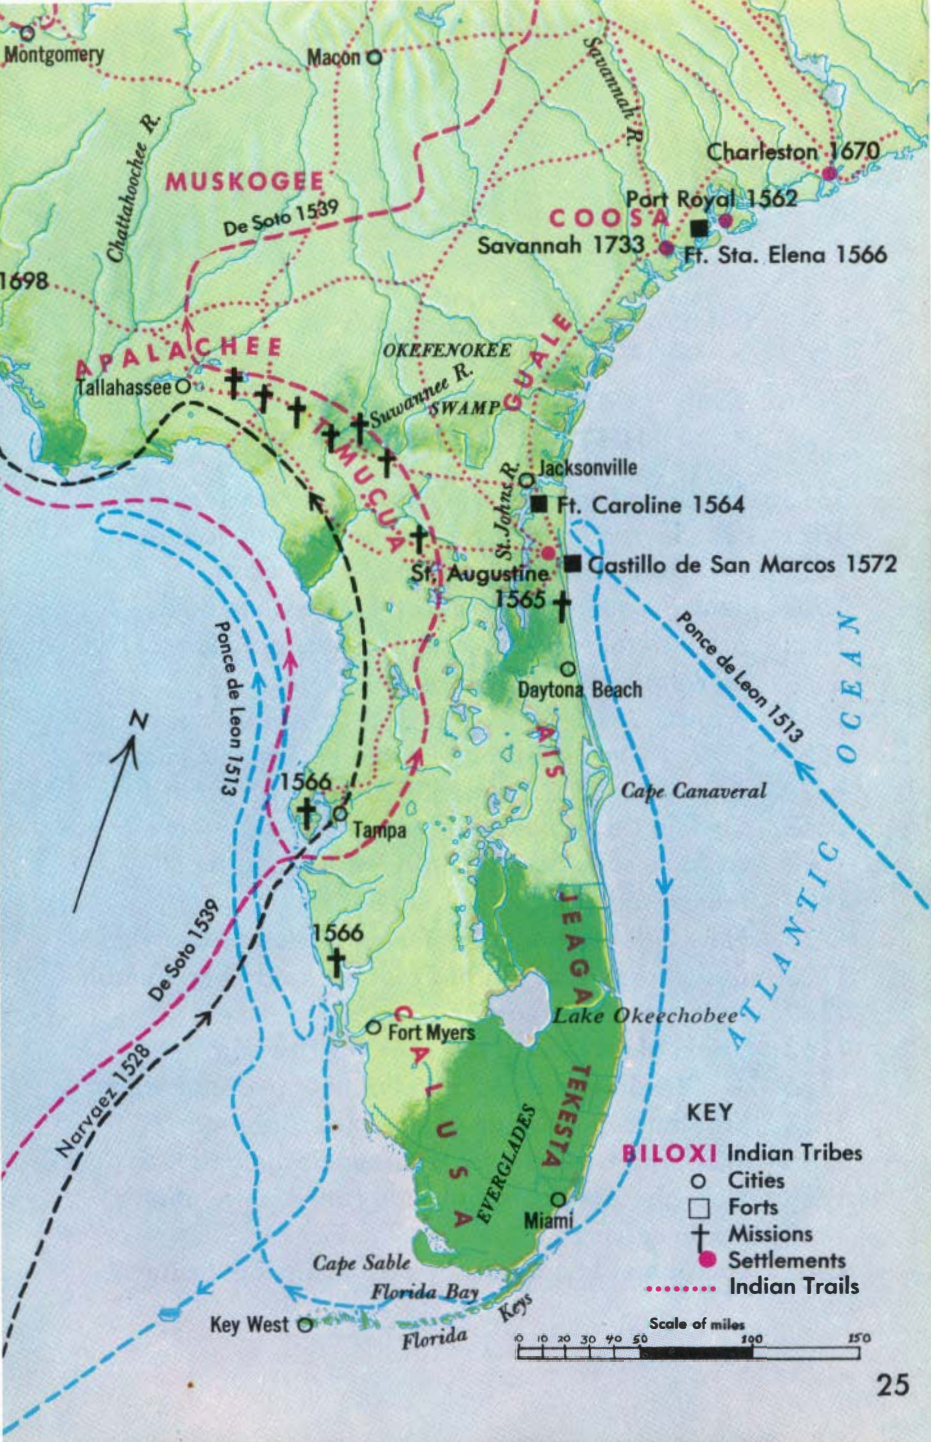 Montgomery
Macon
Savannah R.
Chattahoochee R.
Charleston 1670
MUSKOGEE
Port Royal 1562
De Soto 1539
COOSA
Savannah 1733
Ft. Sta. Elena 1566
1698
GUALE
APALACHEE
OKEFENOKEE
Suwannee R.
Tallahassee
SWAMP
TIMUCUA
Jacksonville
St. Johns R.
Ft. Caroline 1564
St. Augustine
1565
Castillo de San Marcos 1572
Ponce de Leon 1513
Ponce de Leon 1513
ATLANTIC OCEAN
Daytona Beach
N
AIS
1566
Cape Canaveral
Tampa
De Soto 1539
1566
JEAGA
CALUSA
Lake Okeechobee
Fort Myers
Narvaez 1528
TEKESTA
EVERGLADES
Miami
Cape Sable
Florida Bay
Key West
Florida Keys
KEY
BILOXI Indian Tribes
Cities
Forts
Missions
Settlements
Indian Trails
Scale of miles
0 10 20 30 40 50 100 150
25